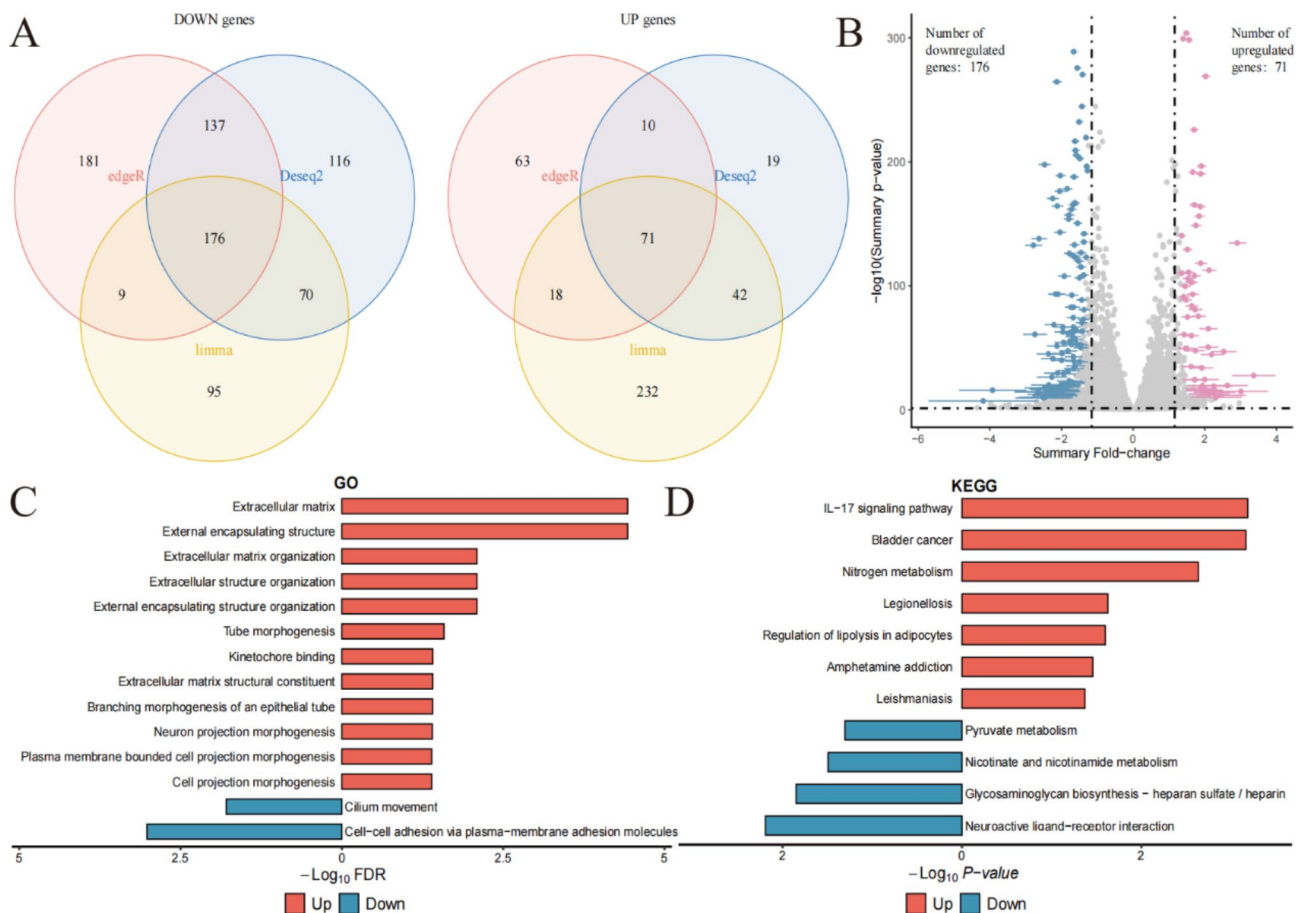 A
DOWN genes
UP genes
137
181
116
edgeR
Deseq2
176
9
70
limma
95
10
63
19
edgeR
Deseq2
71
18
42
limma
232
B
Number of
downregulated
genes: 176
Number of
upregulated
genes: 71
−log10(Summary p−value)
300
200
100
0
−6
−4
−2
0
2
4
Summary Fold−change
C
GO
Extracellular matrix
External encapsulating structure
Extracellular matrix organization
Extracellular structure organization
External encapsulating structure organization
Tube morphogenesis
Kinetochore binding
Extracellular matrix structural constituent
Branching morphogenesis of an epithelial tube
Neuron projection morphogenesis
Plasma membrane bounded cell projection morphogenesis
Cell projection morphogenesis
Cilium movement
Cell−cell adhesion via plasma−membrane adhesion molecules
5
2.5
0
2.5
5
−Log10 FDR
Up
Down
D
KEGG
IL−17 signaling pathway
Bladder cancer
Nitrogen metabolism
Legionellosis
Regulation of lipolysis in adipocytes
Amphetamine addiction
Leishmaniasis
Pyruvate metabolism
Nicotinate and nicotinamide metabolism
Glycosaminoglycan biosynthesis − heparan sulfate / heparin
Neuroactive ligand−receptor interaction
2
0
2
−Log10 P−value
Up
Down